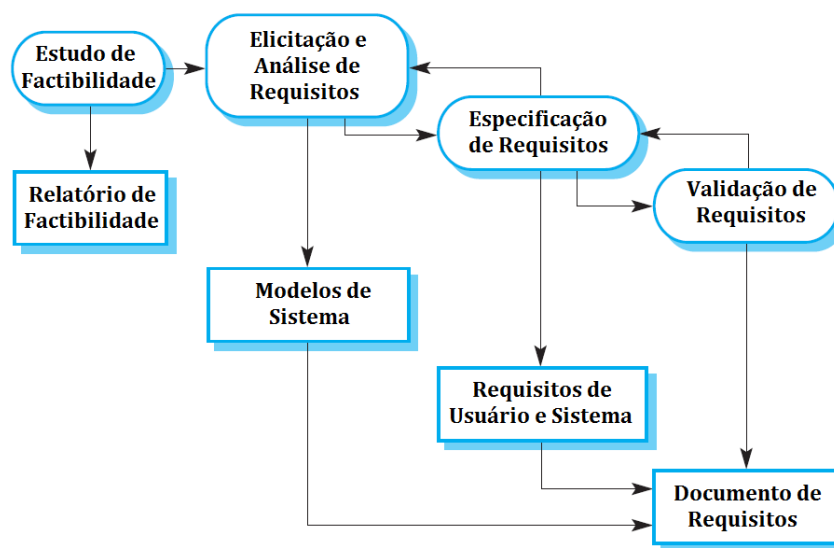 Estudo de
Factibilidade
Elicitação e
Análise de
Requisitos
Especificação
de Requisitos
Validação de
Requisitos
Relatório de
Factibilidade
Modelos de
Sistema
Requisitos de
Usuário e Sistema
Documento de
Requisitos